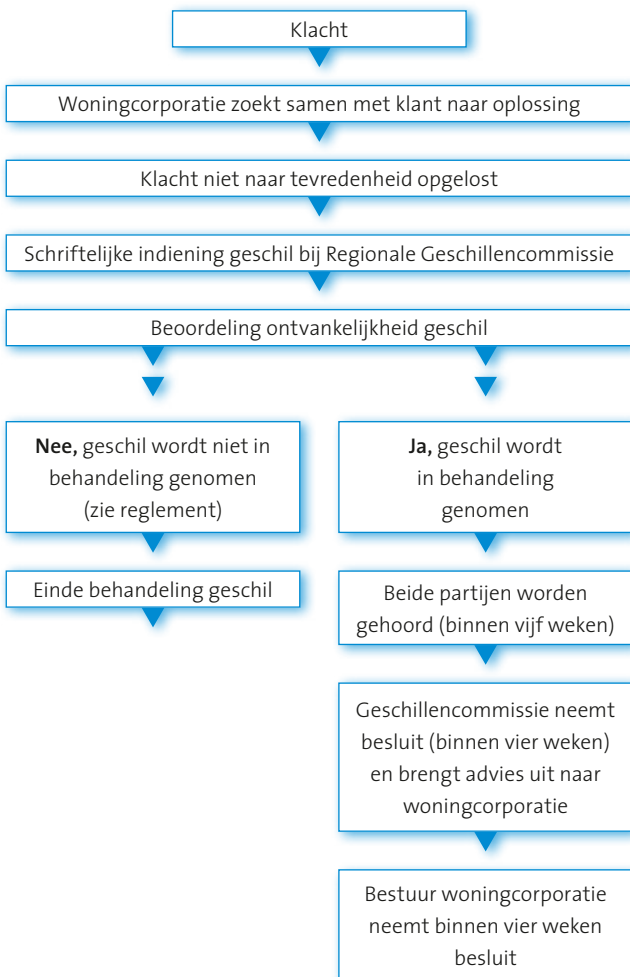 Klacht
Woningcorporatie zoekt samen met klant naar oplossing
Klacht niet naar tevredenheid opgelost
Schriftelijke indiening geschil bij Regionale Geschillencommissie
Beoordeling ontvankelijkheid geschil
Nee, geschil wordt niet in
behandeling genomen
(zie reglement)
Einde behandeling geschil
Ja, geschil wordt
in behandeling
genomen
Beide partijen worden
gehoord (binnen vijf weken)
Geschillencommissie neemt
besluit (binnen vier weken)
en brengt advies uit naar
woningcorporatie
Bestuur woningcorporatie
neemt binnen vier weken
besluit